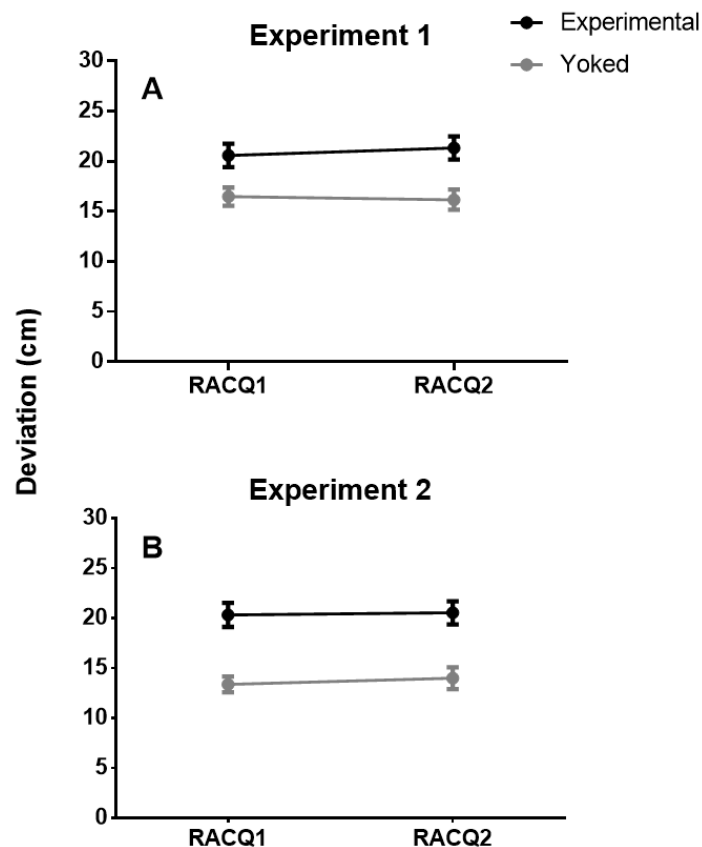 Experimental
Yoked
Experiment 1
A
30
25
20
15
10
5
0
RACQ1 RACQ2
Deviation (cm)
Experiment 2
B
30
25
20
15
10
5
0
RACQ1 RACQ2